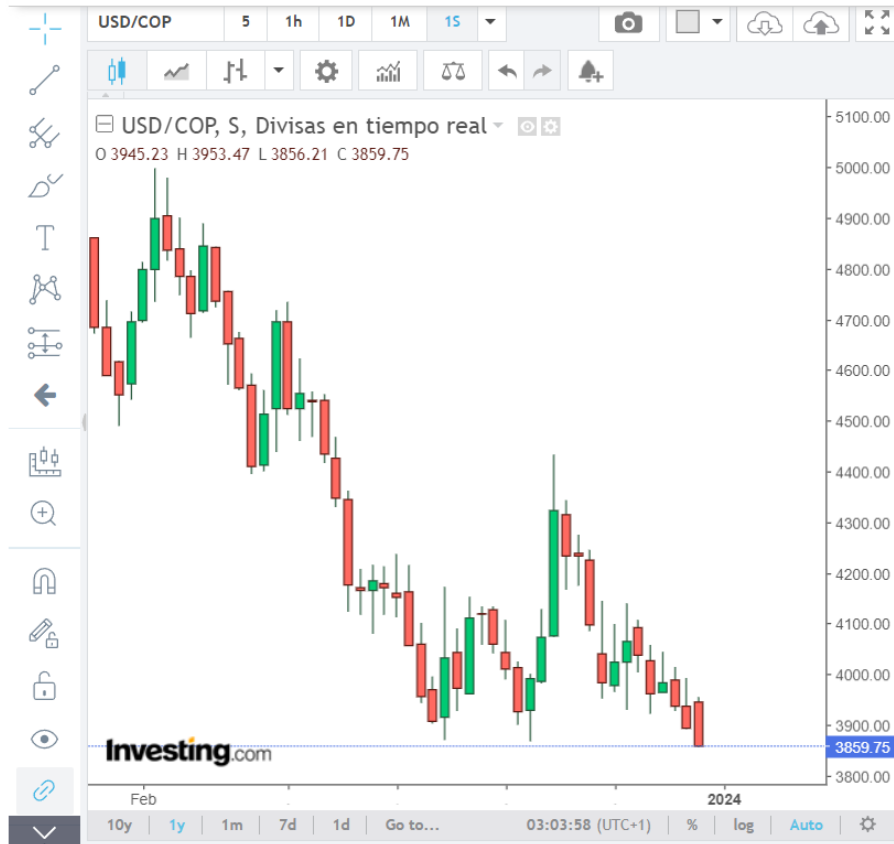 USD/COP 5 1h 1D 1M 1S
USD/COP, S, Divisas en tiempo real
O 3945.23 H 3953.47 L 3856.21 C 3859.75
5100.00
5000.00
4900.00
4800.00
4700.00
4600.00
4500.00
4400.00
4300.00
4200.00
4100.00
4000.00
3900.00
3859.75
3800.00
T
Investing.com
Feb 2024
10y 1y 1m 7d 1d Go to... 03:03:58 (UTC+1) % log Auto